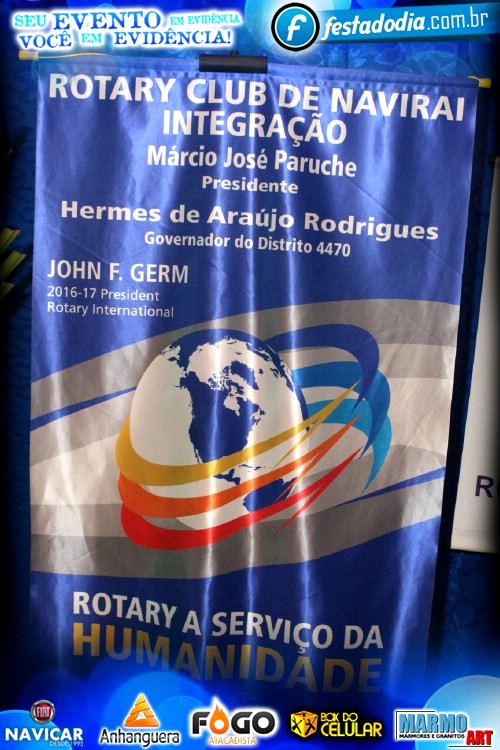 SEU EVENTO EM EVIDÊNCIA
VOCÊ EM EVIDÊNCIA!
f festadodia.com.br
ROTARY CLUB DE NAVIRAI
INTEGRAÇÃO
Márcio José Paruche
Presidente
Hermes de Araújo Rodrigues
Governador do Distrito 4470
JOHN F. GERM
2016-17 President
Rotary International
R
ROTARY A SERVIÇO DA
HUMANIDADE
FIAT
NAVICAR
DESDE 1993
Anhanguera
FOGO
ATACADISTA
BOX DO
CELULAR
MARMO
MÁRMORES E GRANITOS
ART